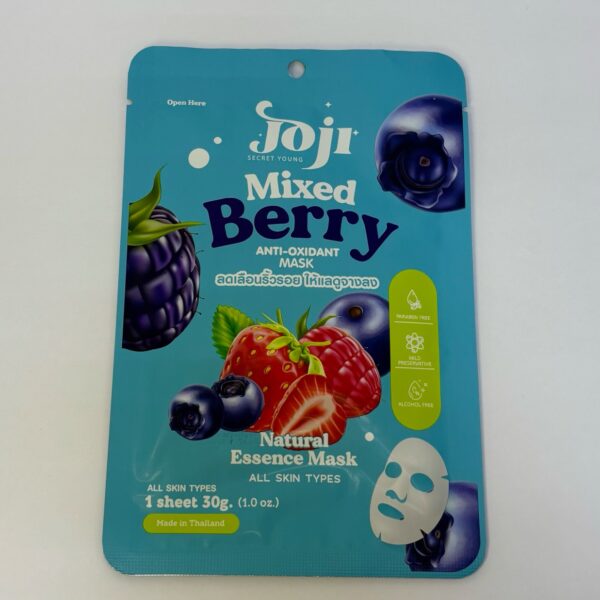 Open Here
JOJI
SECRET YOUNG
Mixed
Berry
ANTI-OXIDANT
MASK
ลดเลือนริ้วรอย ให้แลดูจางลง
PARABEN FREE
MILD
PRESERVATIVE
ALCOHOL FREE
Natural
Essence Mask
ALL SKIN TYPES
ALL SKIN TYPES
1 sheet 30g. (1.0 oz.)
Made in Thailand